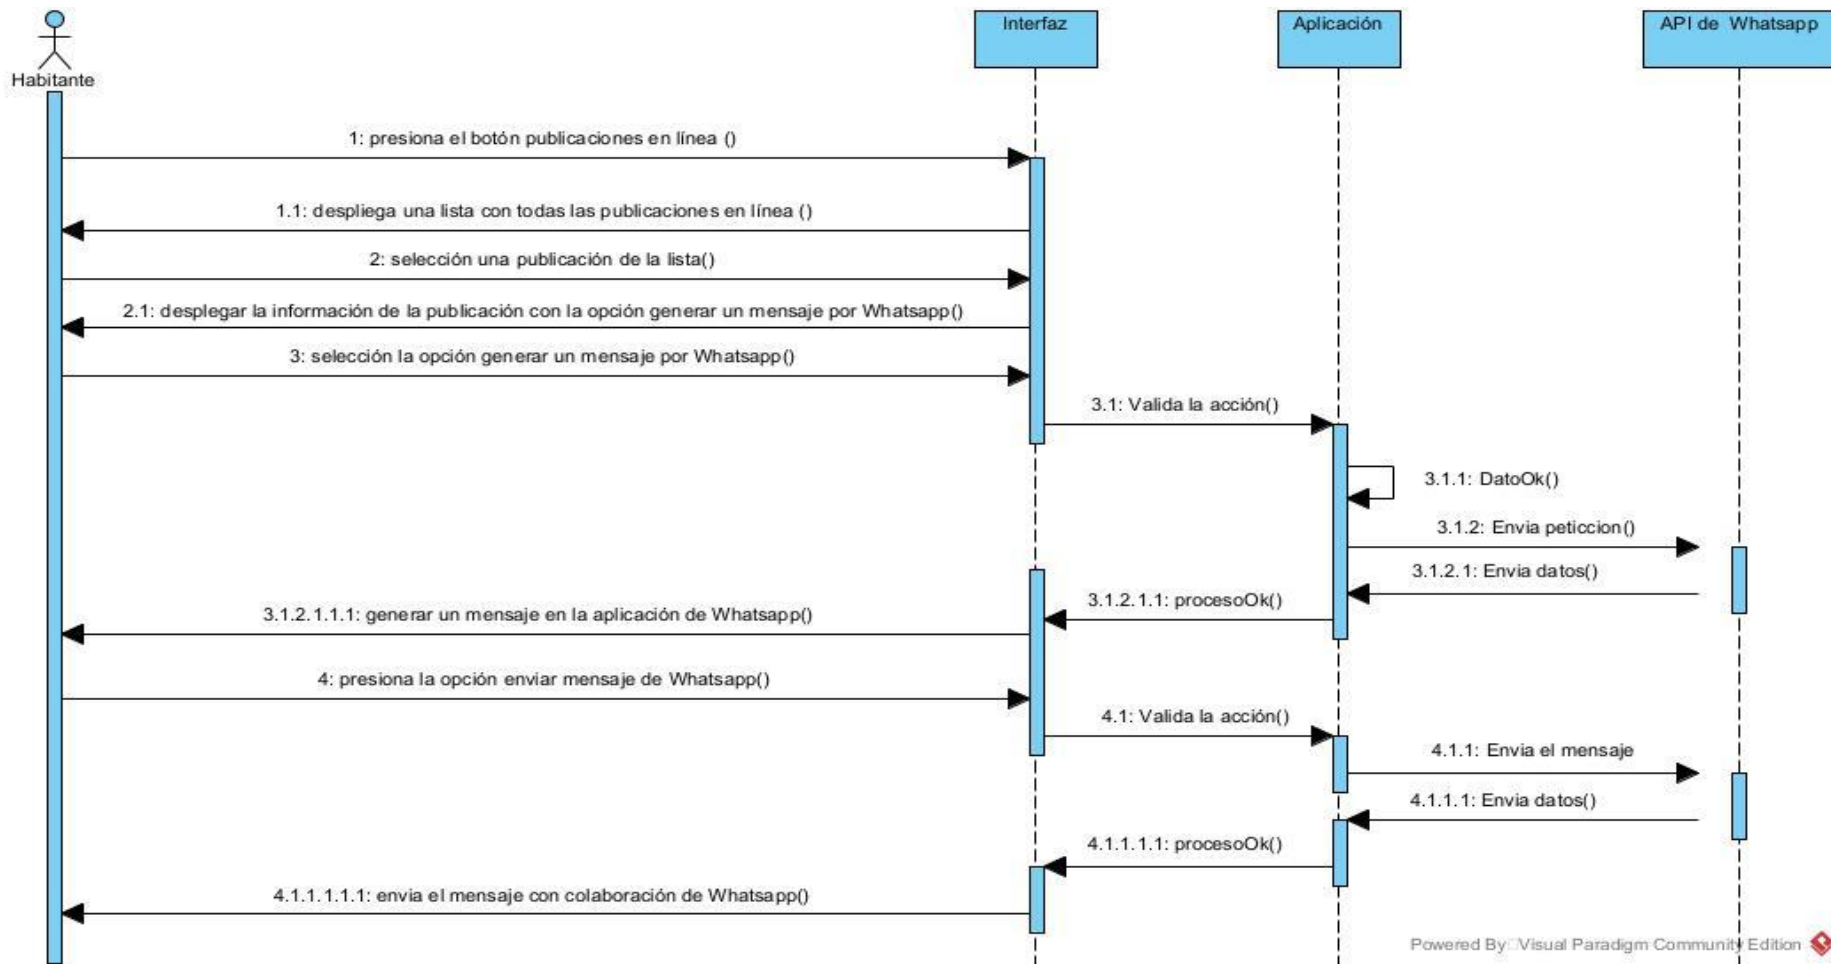 Interfaz
Aplicación
API de Whatsapp
Habitante
1: presiona el botón publicaciones en línea ()
1.1: despliega una lista con todas las publicaciones en línea ()
2: selección una publicación de la lista()
2.1: desplegar la información de la publicación con la opción generar un mensaje por Whatsapp()
3: selección la opción generar un mensaje por Whatsapp()
3.1: Valida la acción()
3.1.1: DatoOk()
3.1.2: Envia peticcion()
3.1.2.1: Envia datos()
3.1.2.1.1: procesoOk()
3.1.2.1.1.1: generar un mensaje en la aplicación de Whatsapp()
4: presiona la opción enviar mensaje de Whatsapp()
4.1: Valida la acción()
4.1.1: Envia el mensaje
4.1.1.1: Envia datos()
4.1.1.1.1: procesoOk()
4.1.1.1.1.1: envia el mensaje con colaboración de Whatsapp()
Powered By Visual Paradigm Community Edition